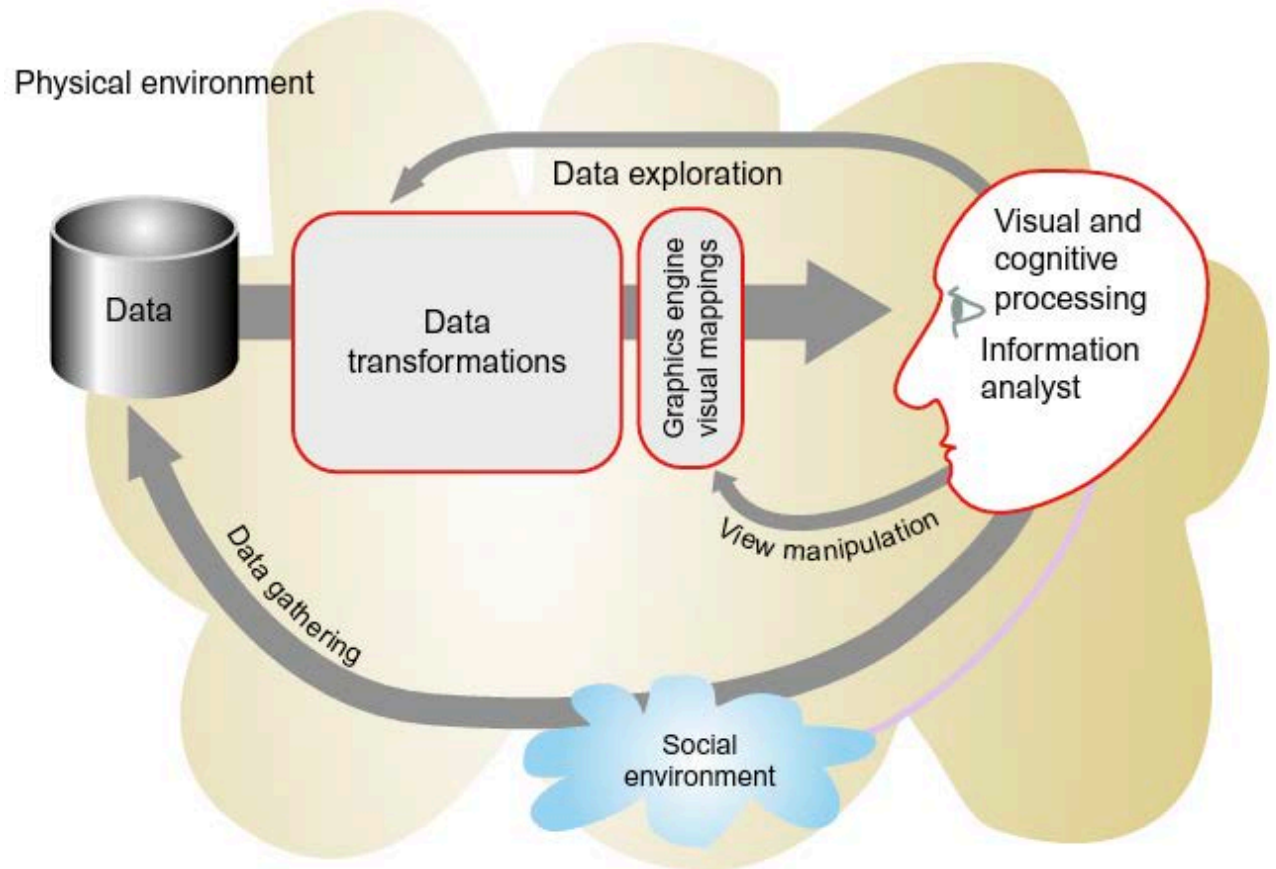 Physical environment
Data exploration
Data
Data
transformations
Graphics engine
visual mappings
Visual and
cognitive
processing
Information
analyst
View manipulation
Data gathering
Social
environment